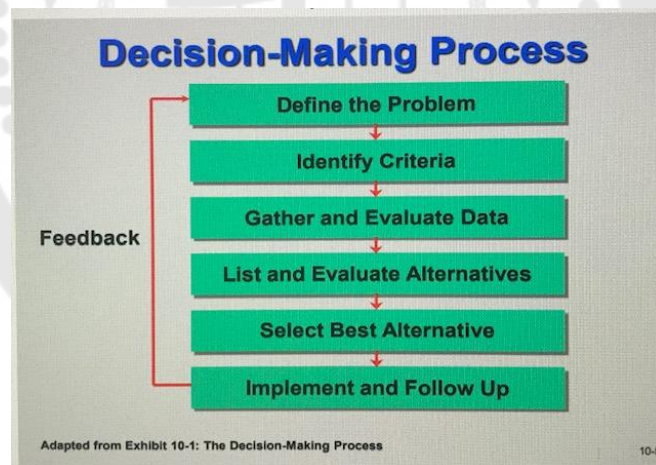 Decision-Making Process
Define the Problem
Identify Criteria
Gather and Evaluate Data
Feedback
List and Evaluate Alternatives
Select Best Alternative
Implement and Follow Up
Adapted from Exhibit 10-1: The Decision-Making Process